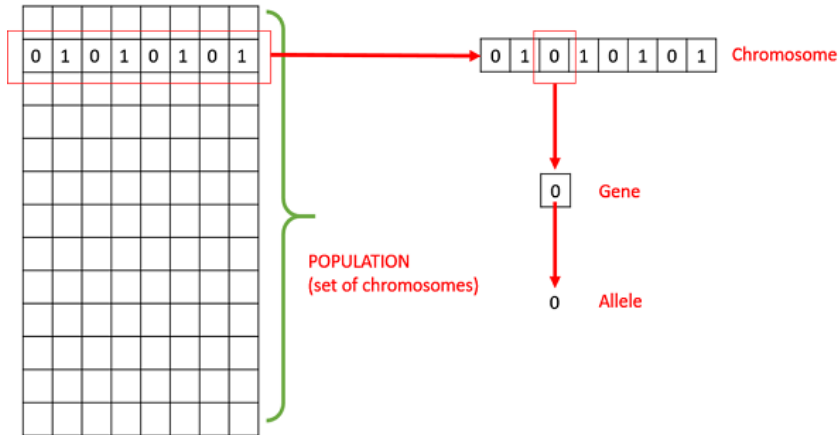 0 1 0 1 0 1 0 1
0 1 0 1 0 1 0 1 Chromosome
0 Gene
POPULATION
(set of chromosomes)
0 Allele